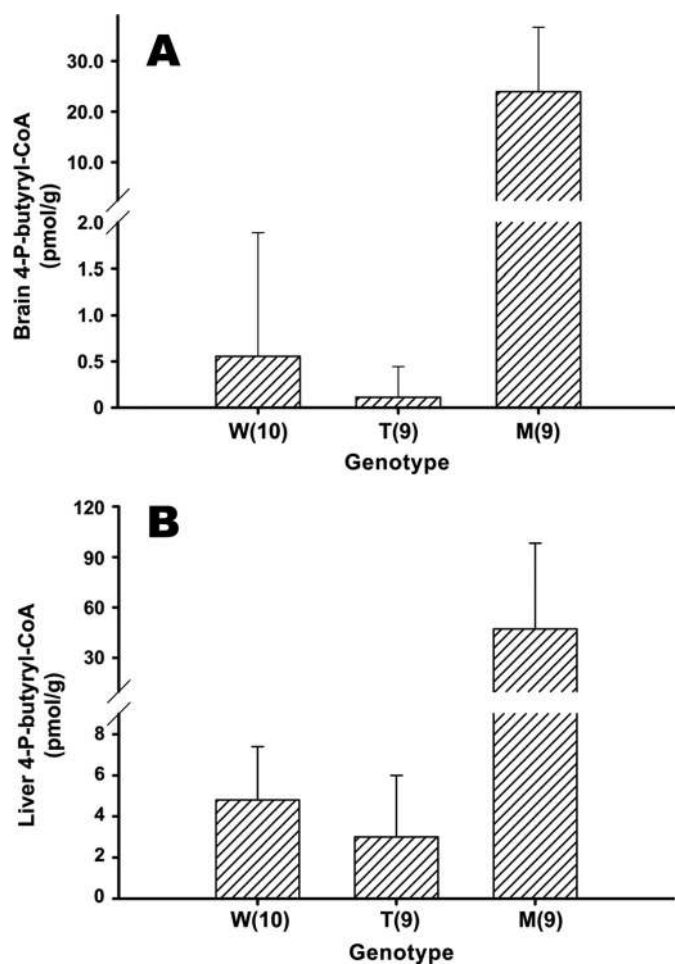 A
Brain 4-P-butyryl-CoA
(pmol/g)
30.0
20.0
10.0
2.0
1.5
1.0
0.5
0
W(10) T(9) M(9)
Genotype
B
Liver 4-P-butyryl-CoA
(pmol/g)
120
90
60
30
8
6
4
2
0
W(10) T(9) M(9)
Genotype